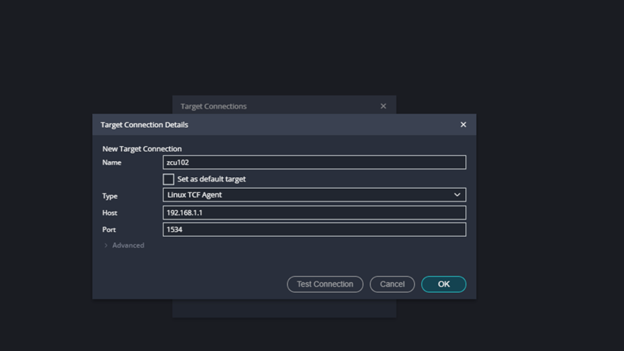 Target Connections
Target Connection Details
New Target Connection
Name zcu102
Set as default target
Type Linux TCF Agent
Host 192.168.1.1
Port 1534
Advanced
Test Connection Cancel OK